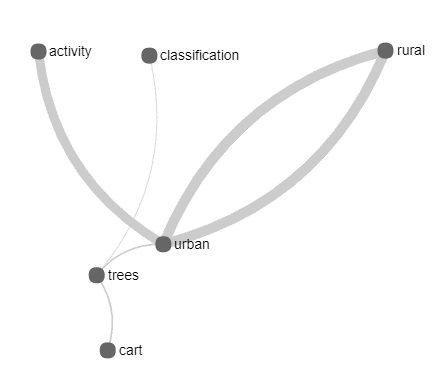 activity
classification
rural
urban
trees
cart